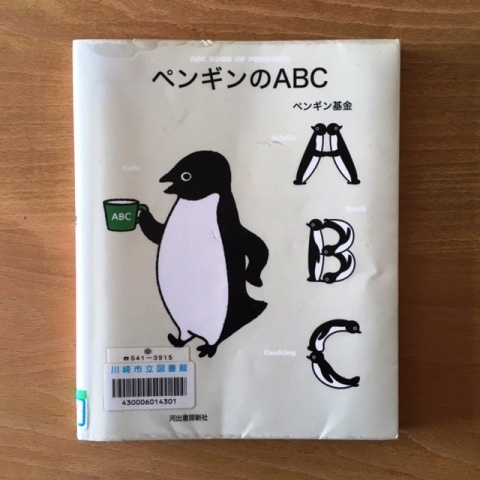 ABC BOOK OF PENGUINS
ペンギンのABC
ペンギン基金
Cafe
ABC
Book
Cooking
☎541-3915
川崎市立図書館
430006014301
河出書房新社